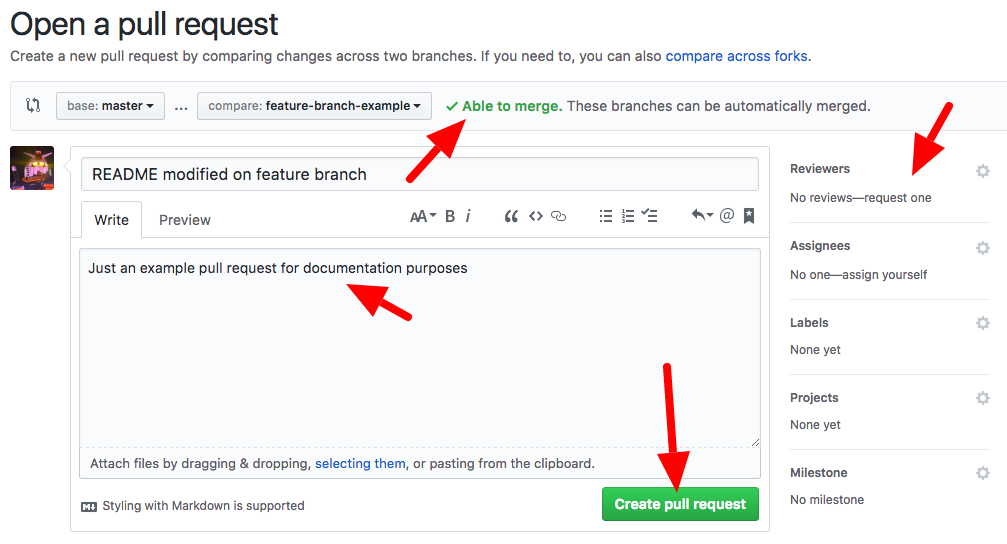 Open a pull request
Create a new pull request by comparing changes across two branches. If you need to, you can also compare across forks.
base: master ... compare: feature-branch-example ✓ Able to merge. These branches can be automatically merged.
README modified on feature branch
Write Preview AA B i “ <> @
Just an example pull request for documentation purposes
Attach files by dragging & dropping, selecting them, or pasting from the clipboard.
M↓ Styling with Markdown is supported
Create pull request
Reviewers
No reviews—request one
Assignees
No one—assign yourself
Labels
None yet
Projects
None yet
Milestone
No milestone